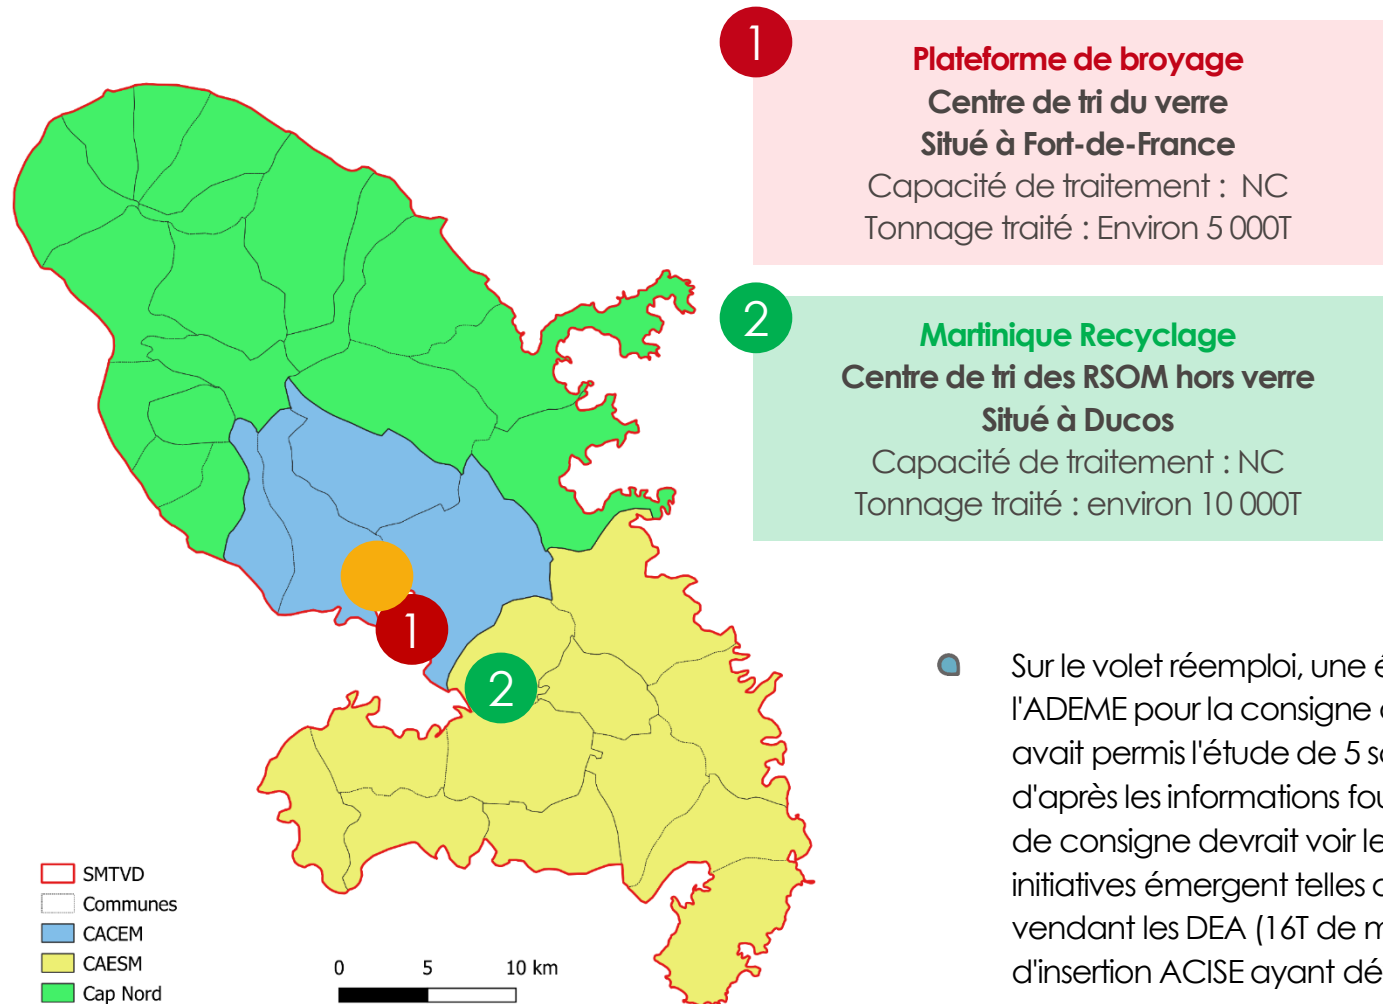 1
Plateforme de broyage
Centre de tri du verre
Situé à Fort-de-France
Capacité de traitement : NC
Tonnage traité : Environ 5 000T
2
Martinique Recyclage
Centre de tri des RSOM hors verre
Situé à Ducos
Capacité de traitement : NC
Tonnage traité : environ 10 000T
1
2
Sur le volet réemploi, une
l'ADEME pour la consigne
avait permis l'étude de 5
d'après les informations
de consigne devrait voir
initiatives émergent telles
vendant les DEA (16T de
d'insertion ACISE ayant
SMTVD
Communes
CACEM
CAESM
Cap Nord
0 5 10 km